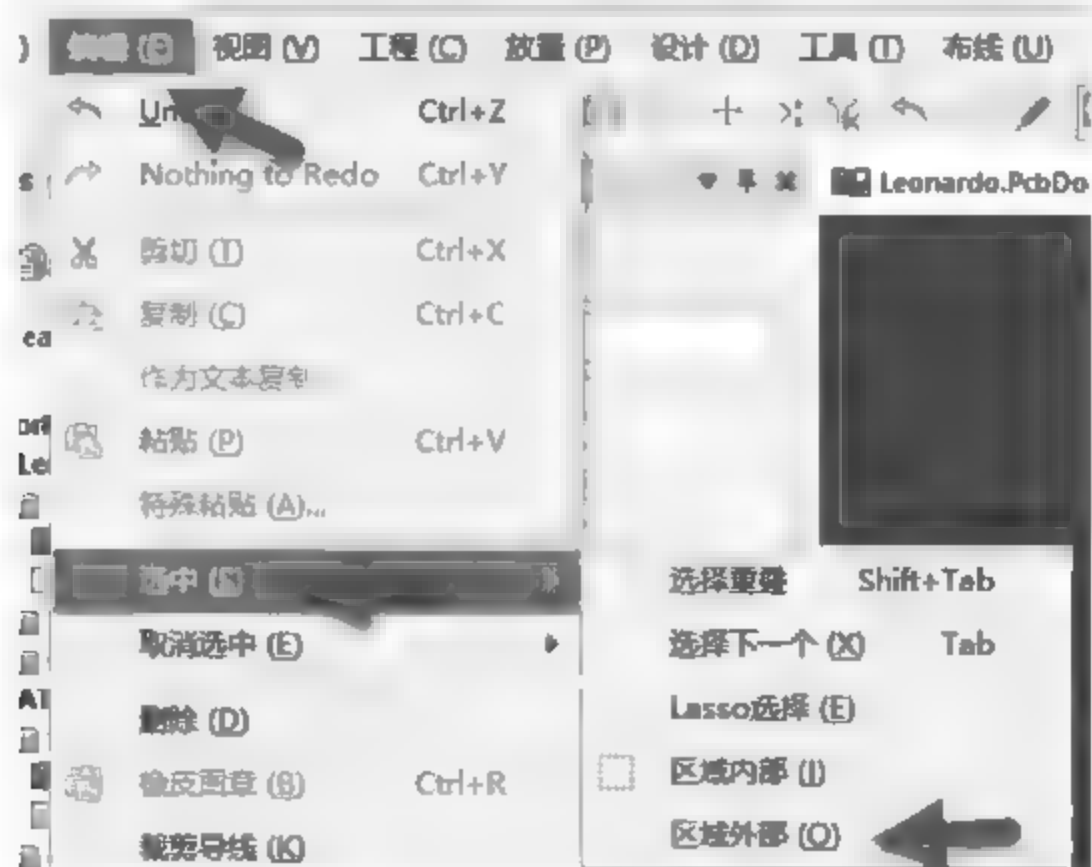 (E) 视图 (V) 工程 (C) 放置 (P) 设计 (D) 工具 (T) 布线 (U)
Ctrl+Z
Nothing to Redo Ctrl+Y
Leonardo.PcbDo
剪切 (T) Ctrl+X
复制 (C) Ctrl+C
作为文本复制
粘贴 (P) Ctrl+V
特殊粘贴 (A)...
选中 (S)
选择重叠 Shift+Tab
取消选中 (E)
选择下一个 (X) Tab
删除 (D)
Lasso选择 (E)
橡皮图章 (B) Ctrl+R
区域内部 (I)
裁剪导线 (K)
区域外部 (O)